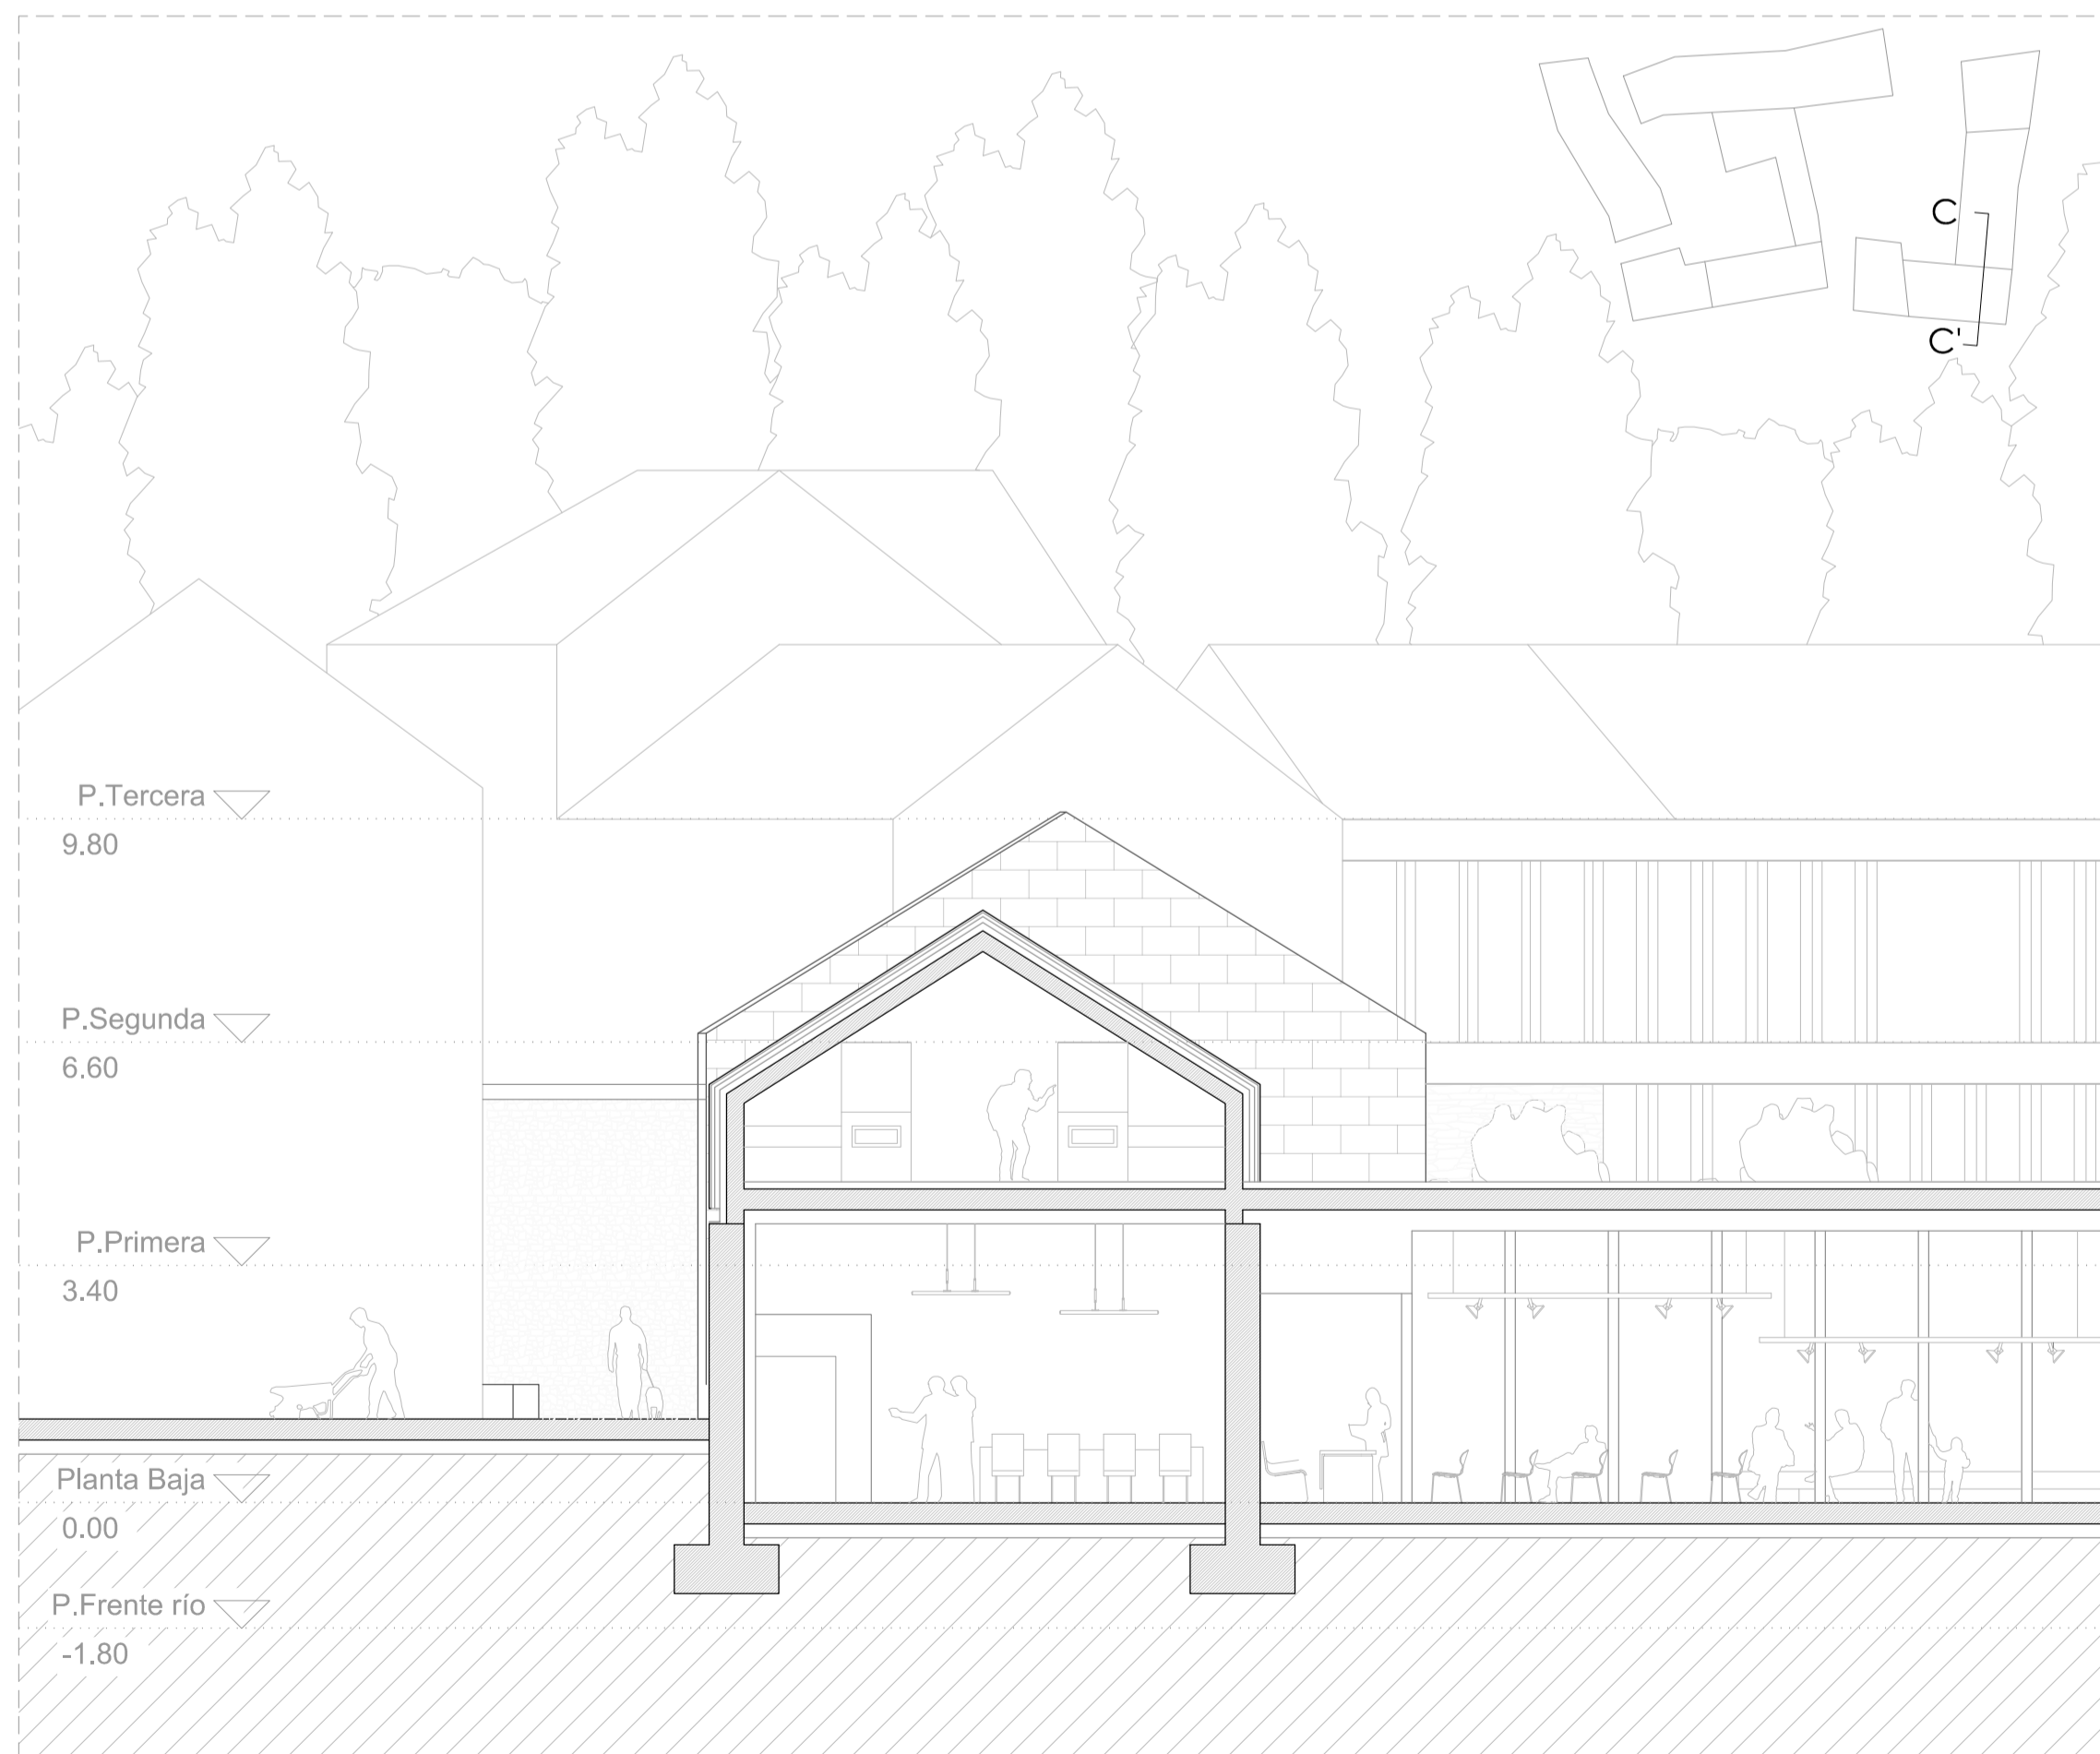 C
C'
P.Tercera
9.80
P.Segunda
6.60
P.Primera
3.40
Planta Baja
0.00
P.Frente río
-1.80